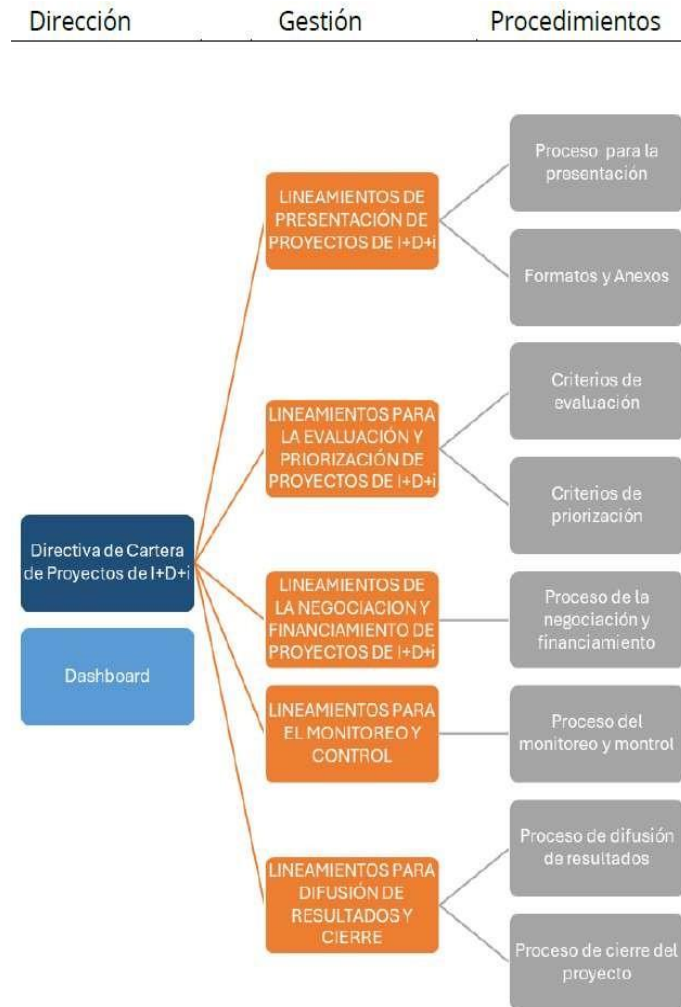 Dirección Gestión Procedimientos
Proceso para la
presentación
LINEAMIENTOS DE
PRESENTACIÓN DE
PROYECTOS DE I+D+i
Formatos y Anexos
Criterios de
evaluación
LINEAMIENTOS PARA
LA EVALUACIÓN Y
PRIORIZACIÓN DE
PROYECTOS DE I+D+i
Criterios de
priorización
Directiva de Cartera
de Proyectos de I+D+i
LINEAMIENTOS DE
LA NEGOCIACION Y
FINANCIAMIENTO DE
PROYECTOS DE I+D+i
Proceso de la
negociación y
financiamiento
Dashboard
LINEAMIENTOS PARA
EL MONITOREO Y
CONTROL
Proceso del
monitoreo y montrol
Proceso de difusión
de resultados
LINEAMIENTOS PARA
DIFUSIÓN DE
RESULTADOS Y
CIERRE
Proceso de cierre del
proyecto